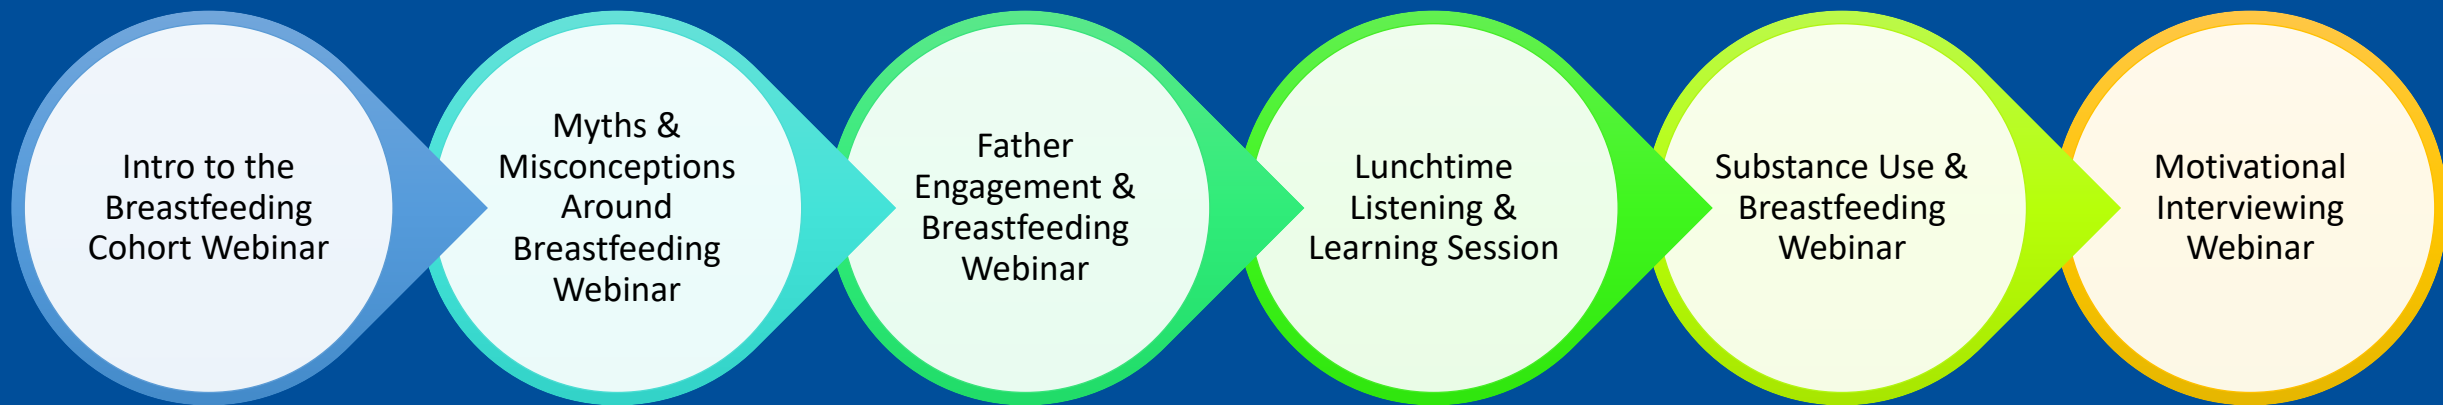 Intro to the
Breastfeeding
Cohort Webinar
Myths &
Misconceptions
Around
Breastfeeding
Webinar
Father
Engagement &
Breastfeeding
Webinar
Lunchtime
Listening &
Learning Session
Substance Use &
Breastfeeding
Webinar
Motivational
Interviewing
Webinar